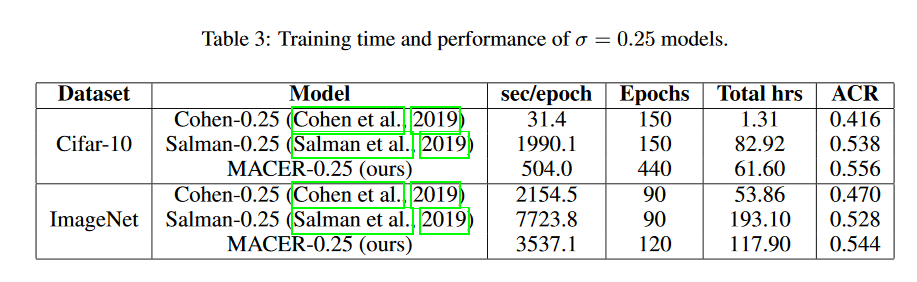 Table 3: Training time and performance of σ = 0.25 models.
Dataset Model sec/epoch Epochs Total hrs ACR
Cohen-0.25 (Cohen et al., 2019) 31.4 150 1.31 0.416
Cifar-10 Salman-0.25 (Salman et al., 2019) 1990.1 150 82.92 0.538
MACER-0.25 (ours) 504.0 440 61.60 0.556
Cohen-0.25 (Cohen et al., 2019) 2154.5 90 53.86 0.470
ImageNet Salman-0.25 (Salman et al., 2019) 7723.8 90 193.10 0.528
MACER-0.25 (ours) 3537.1 120 117.90 0.544